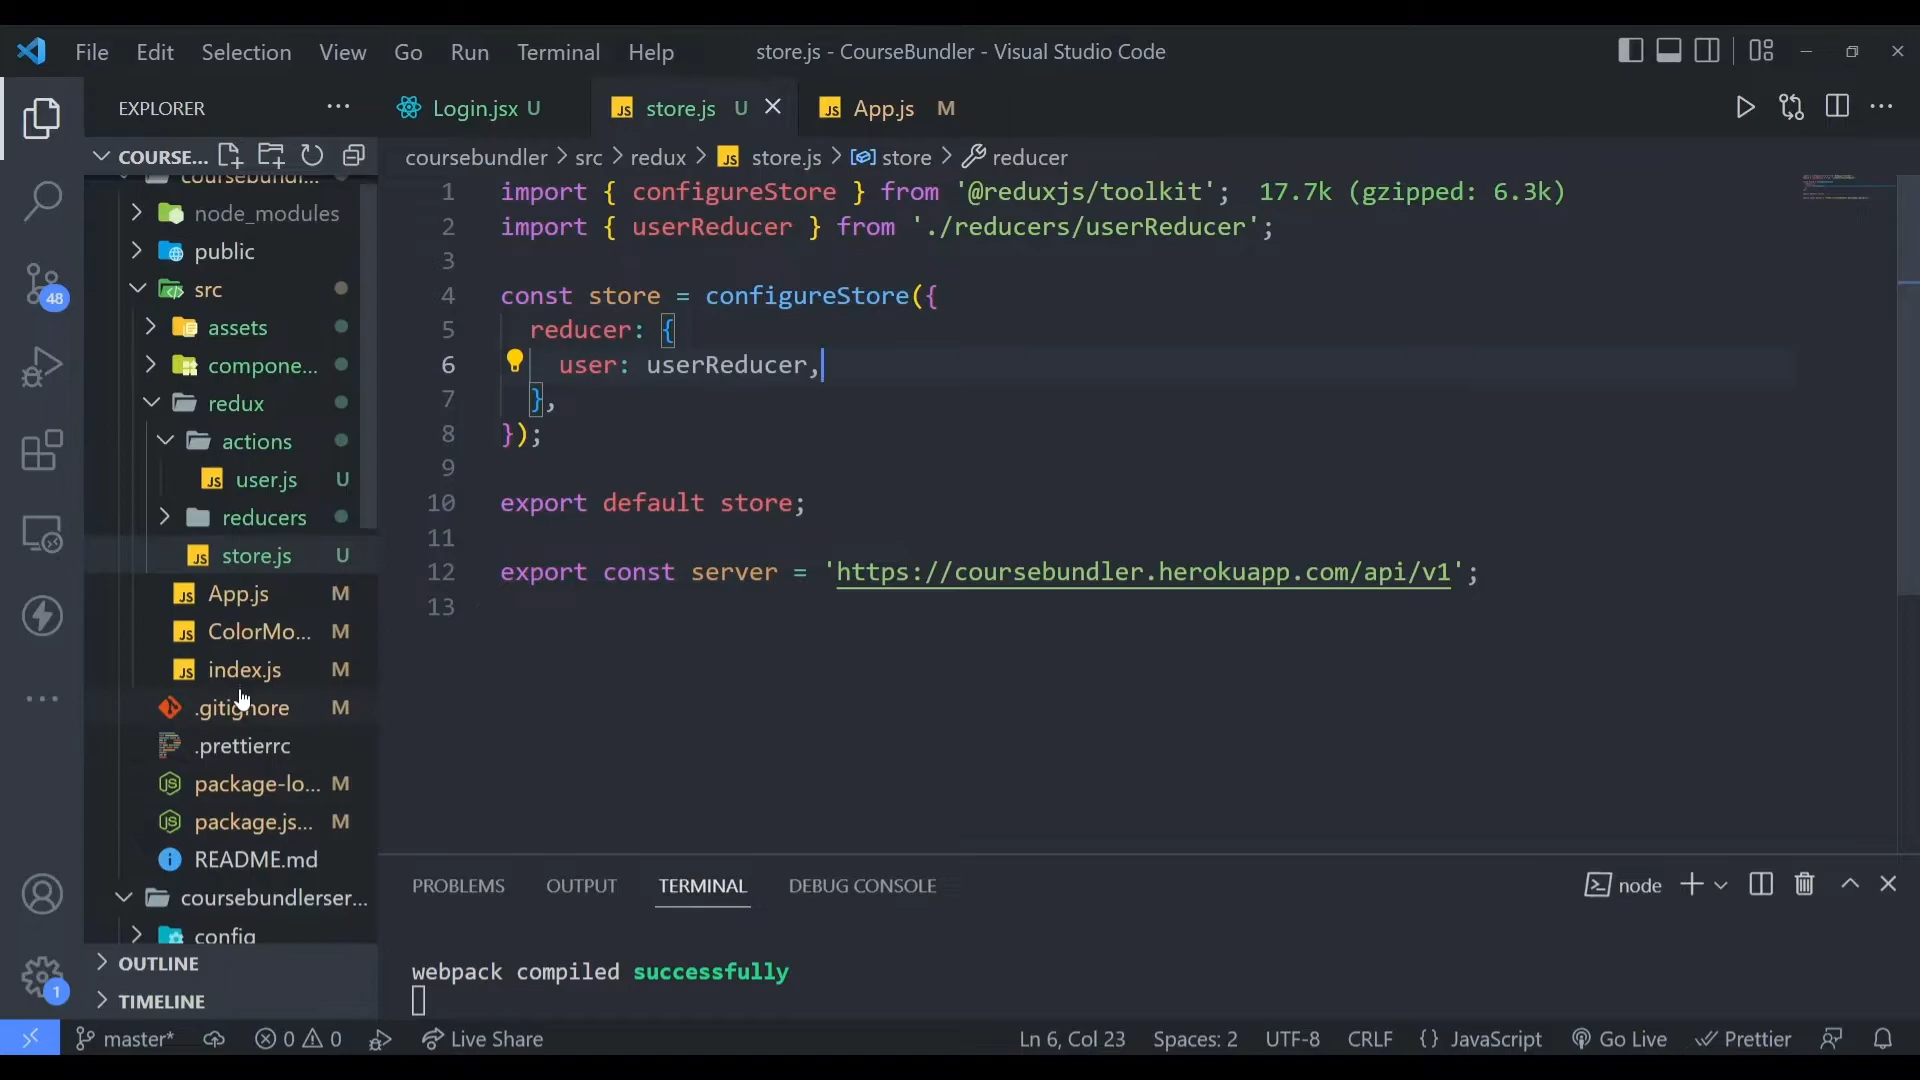 File Edit Selection View Go Run Terminal Help store.js - CourseBundler - Visual Studio Code
EXPLORER
Login.jsx U store.js U App.js M
COURSE...
coursebundler > src > redux > store.js > store > reducer
coursebundl...
node_modules
public
src
assets
compone...
redux
actions
user.js U
reducers
store.js U
App.js M
ColorMo... M
index.js M
.gitignore M
.prettierrc
package-lo... M
package.js... M
README.md
coursebundlerser...
config
OUTLINE
TIMELINE
48
1
1 import { configureStore } from '@reduxjs/toolkit'; 17.7k (gzipped: 6.3k)
2 import { userReducer } from './reducers/userReducer';
3
4 const store = configureStore({
5 reducer: {
6 user: userReducer,
7 },
8 });
9
10 export default store;
11
12 export const server = 'https://coursebundler.herokuapp.com/api/v1';
13
PROBLEMS OUTPUT TERMINAL DEBUG CONSOLE node
webpack compiled successfully
master* 0 0 Live Share Ln 6, Col 23 Spaces: 2 UTF-8 CRLF {} JavaScript Go Live Prettier